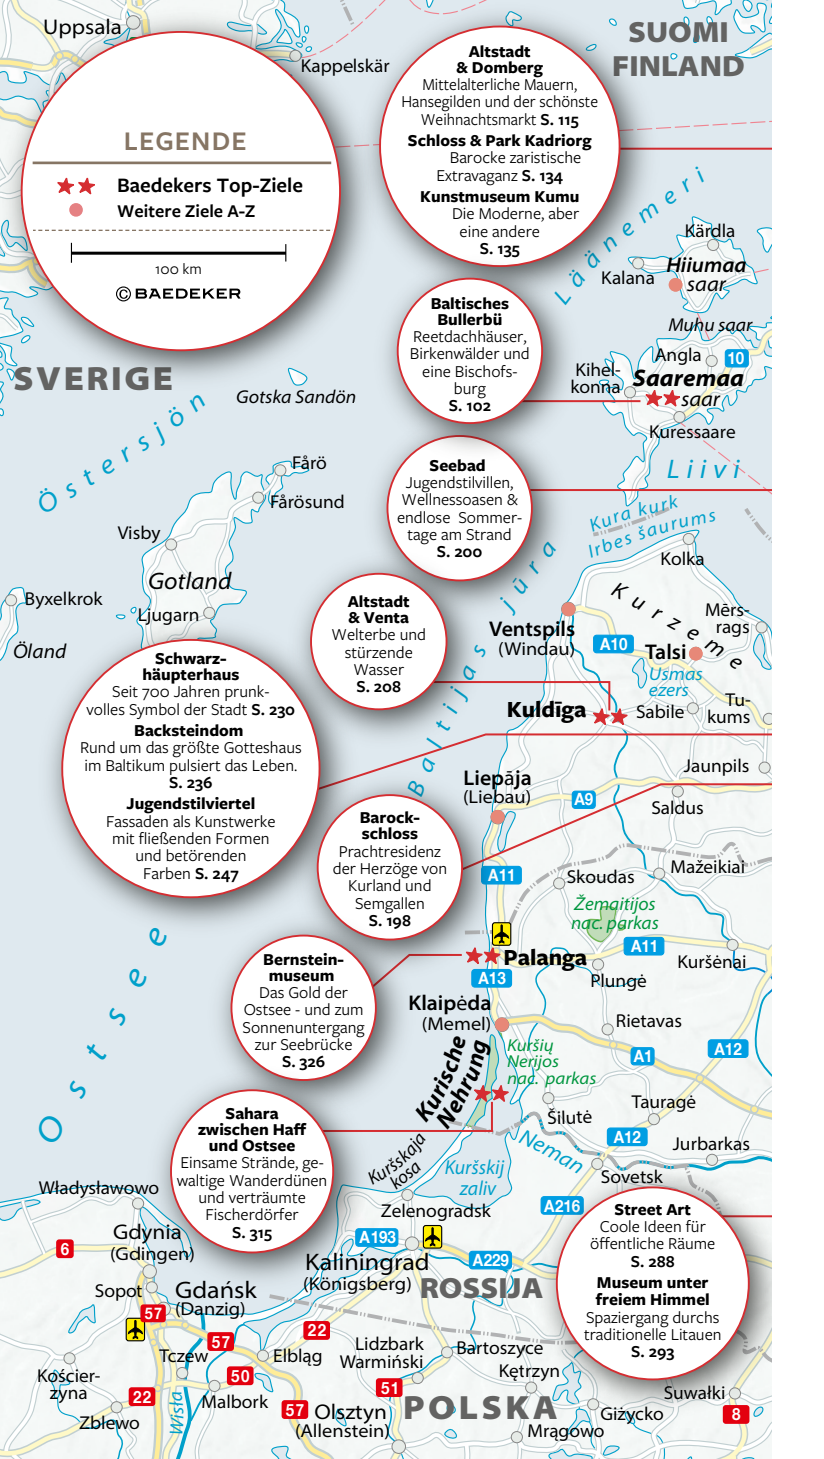 Uppsala
Kappelskär
SUOMI
FINLAND
LEGENDE
Baedekers Top-Ziele
Weitere Ziele A-Z
100 km
© BAEDEKER
Altstadt
& Domberg
Mittelalterliche Mauern,
Hansegilden und der schönste
Weihnachtsmarkt S. 115
Schloss & Park Kadriorg
Barocke zaristische
Extravaganz S. 134
Kunstmuseum Kumu
Die Moderne, aber
eine andere
S. 135
Läänemeri
Kärdla
Kalana
Hiiumaa
saar
Muhu saar
Baltisches
Bullerbü
Reetdachhäuser,
Birkenwälder und
eine Bischofs-
burg
S. 102
Angla
10
Kihel-
konna
Saaremaa
saar
Kuressaare
SVERIGE
Gotska Sandön
Östersjön
Liivi
Seebad
Jugendstilvillen,
Wellnessoasen &
endlose Sommer-
tage am Strand
S. 200
Fårö
Fårösund
Visby
Gotland
Ljugarn
Byxelkrok
Öland
Kura kurk
Irbes šaurums
Kolka
Kurzeme
Mērs-
rags
Altstadt
& Venta
Welterbe und
stürzende
Wasser
S. 208
Ventspils
(Windau)
A10
Talsi
Usmas
ezers
Kuldīga
Sabile
Tu-
kums
Baltijas jūra
Schwarz-
häupterhaus
Seit 700 Jahren prunk-
volles Symbol der Stadt S. 230
Backsteindom
Rund um das größte Gotteshaus
im Baltikum pulsiert das Leben.
S. 236
Jugendstilviertel
Fassaden als Kunstwerke
mit fließenden Formen
und betörenden
Farben S. 247
Liepāja
(Liebau)
A9
Jaunpils
Saldus
Barock-
schloss
Prachtresidenz
der Herzöge von
Kurland und
Semgallen
S. 198
A11
Skoudas
Mažeikiai
Žemaitijos
nac. parkas
A11
Kuršėnai
Ostsee
Bernstein-
museum
Das Gold der
Ostsee - und zum
Sonnenuntergang
zur Seebrücke
S. 326
Palanga
A13
Plungė
Klaipėda
(Memel)
Rietavas
Kurische
Nehrung
Kuršių
Nerijos
nac. parkas
A1
A12
Sahara
zwischen Haff
und Ostsee
Einsame Strände, ge-
waltige Wanderdünen
und verträumte
Fischerdörfer
S. 315
Šilutė
Tauragė
A12
Jurbarkas
Neman
Sovetsk
Kuršskaja
kosa
Kuršskij
zaliv
Zelenogradsk
A216
A193
Kaliningrad
(Königsberg)
A229
ROSSIJA
Street Art
Coole Ideen für
öffentliche Räume
S. 288
Museum unter
freiem Himmel
Spaziergang durchs
traditionelle Litauen
S. 293
Władysławowo
Gdynia
(Gdingen)
6
Sopot
Gdańsk
(Danzig)
57
57
22
Tczew
Elbląg
50
Lidzbark
Warmiński
Bartoszyce
Kętrzyn
Kościer-
zyna
22
Zblewo
Wisła
Malbork
57
51
Olsztyn
(Allenstein)
POLSKA
Giżycko
Mrągowo
Suwałki
8